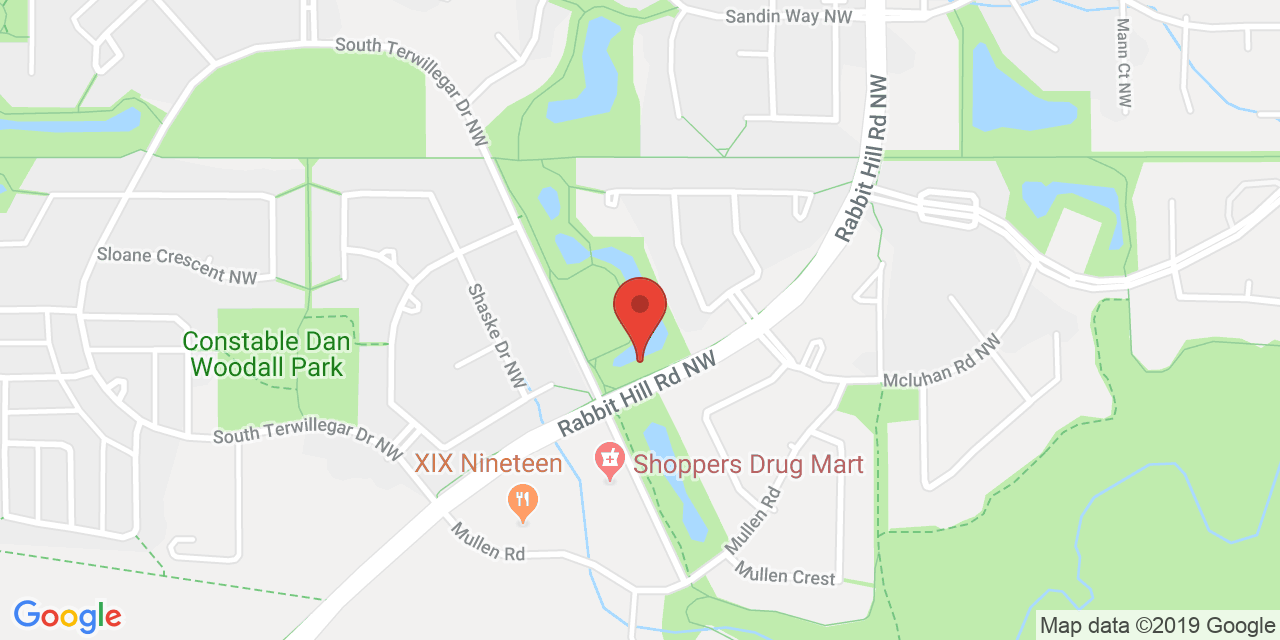 Sandin Way NW
South Terwillegar Dr NW
Mann Ct NW
Rabbit Hill Rd NW
Sloane Crescent NW
Shaske Dr NW
Constable Dan
Woodall Park
Rabbit Hill Rd NW
Mcluhan Rd NW
South Terwillegar Dr NW
XIX Nineteen
Shoppers Drug Mart
Mullen Rd
Mullen Rd
Mullen Crest
Google
Map data ©2019 Google